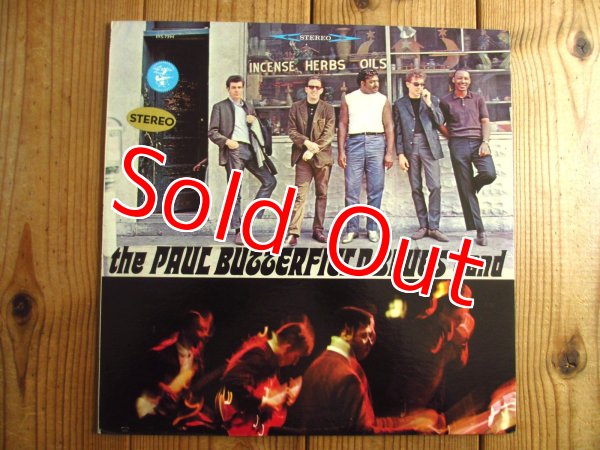 STEREO
INCENSE HERBS OILS
STEREO
Sold Out
the PAUL BUTTERFIELD BLUES Band